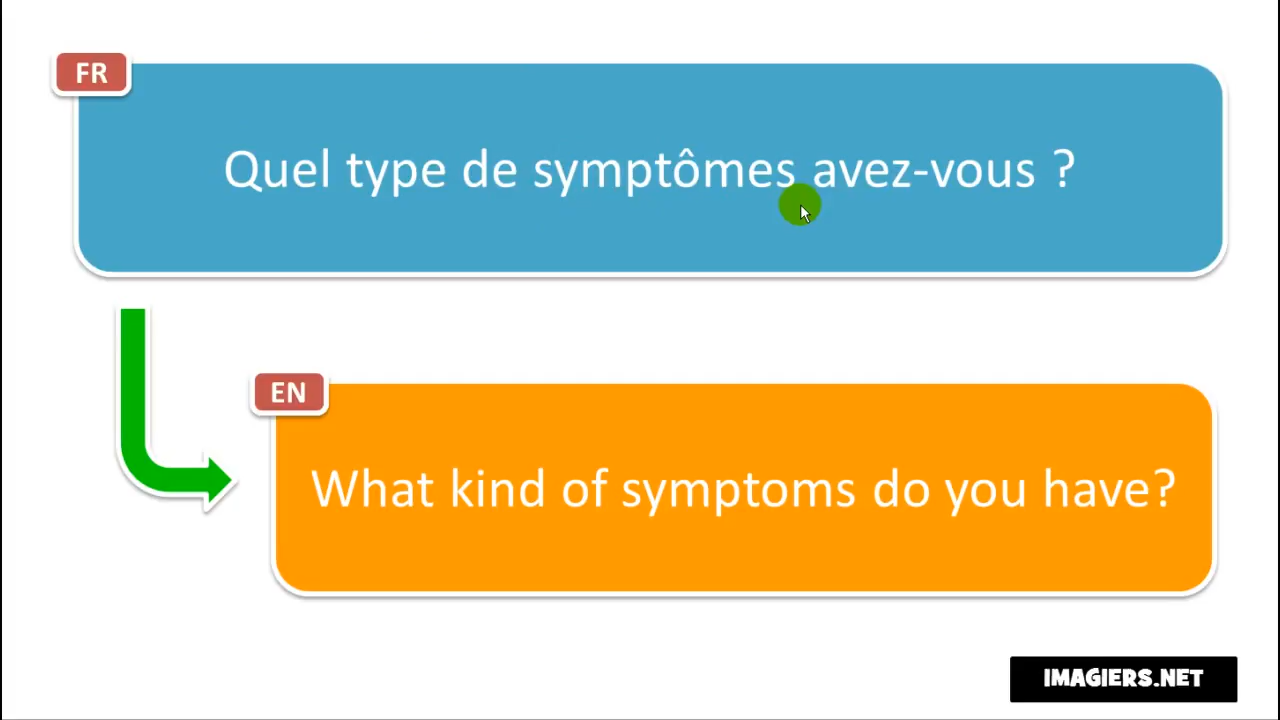 FR
Quel type de symptômes avez-vous ?
EN
What kind of symptoms do you have?
IMAGIERS.NET